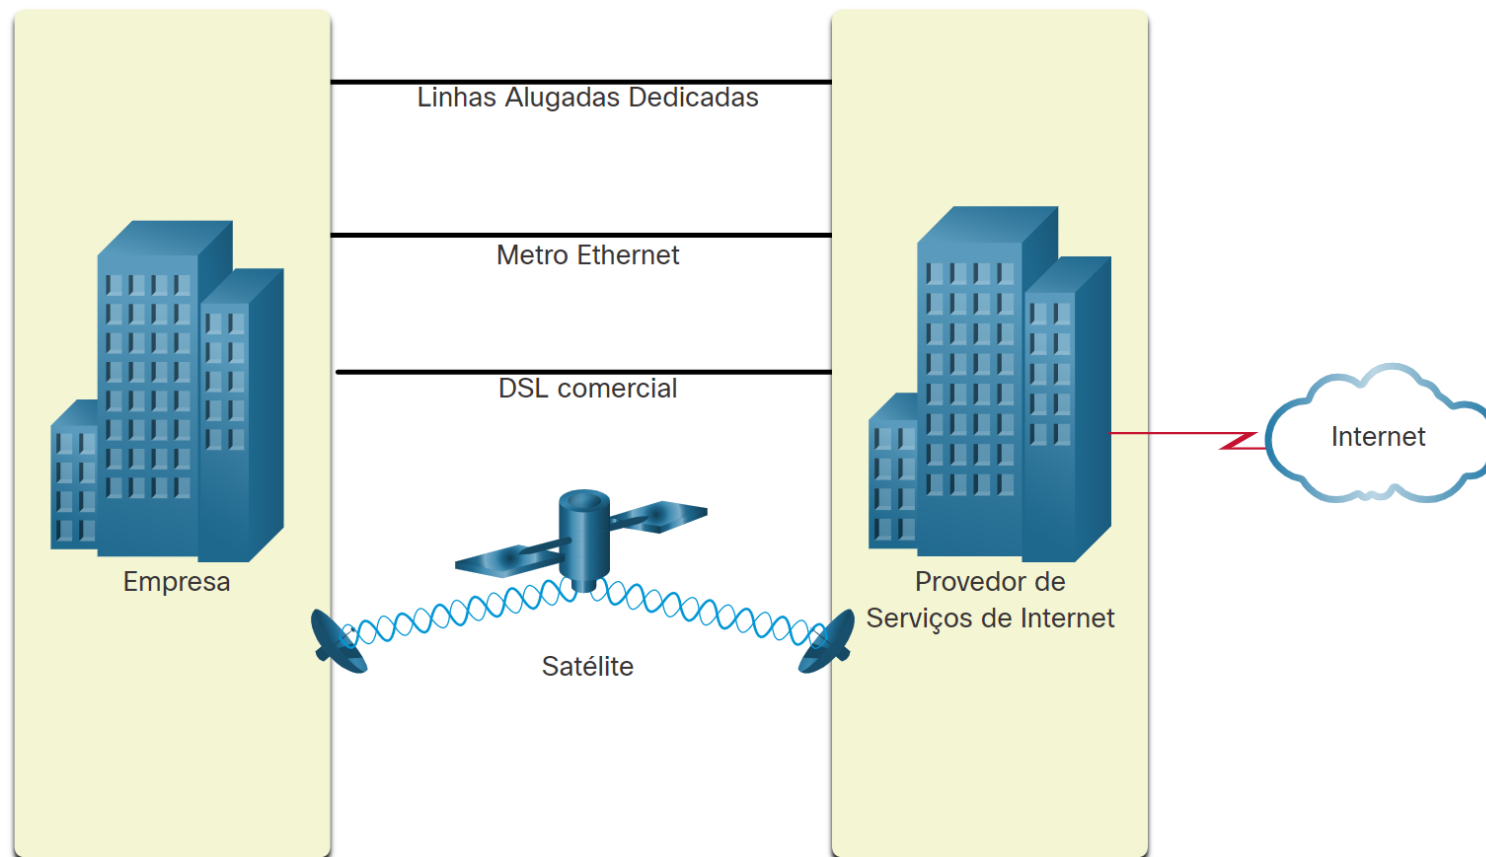 Linhas Alugadas Dedicadas
Metro Ethernet
DSL comercial
Internet
Empresa
Provedor de
Serviços de Internet
Satélite